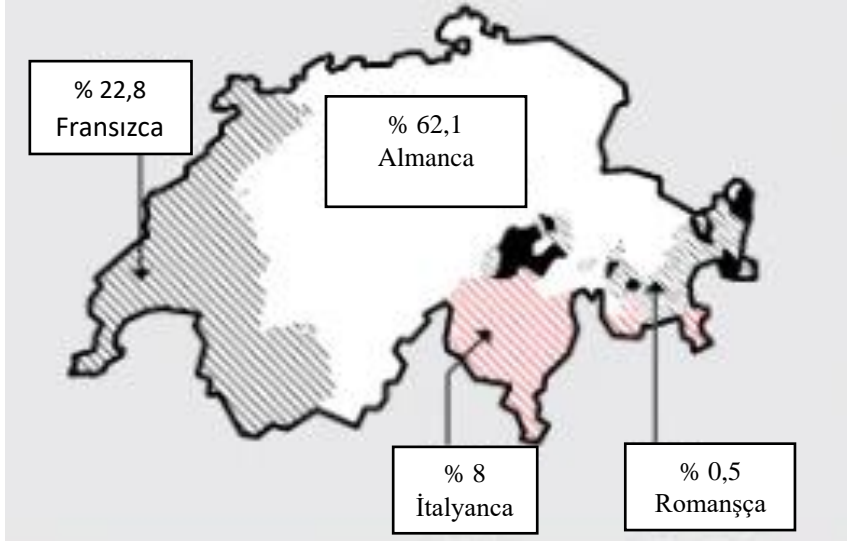 % 22,8
Fransızca
% 62,1
Almanca
% 8
İtalyanca
% 0,5
Romanşça